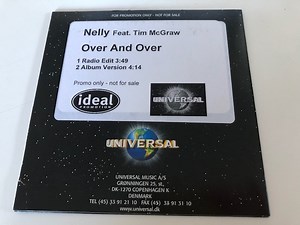 FOR PROMOTION ONLY - NOT FOR SALE
Nelly Feat. Tim McGraw
Over And Over
1 Radio Edit 3:49
2 Album Version 4:14
Promo only - not for sale
ideal
PROMOTION
UNIVERSAL
UNIVERSAL
UNIVERSAL MUSIC A/S
GRØNNINGEN 25, st,
DK-1270 COPENHAGEN K
DENMARK
TEL (45) 33 91 21 10 FAX (45) 39 91 31 10
www.universal.dk